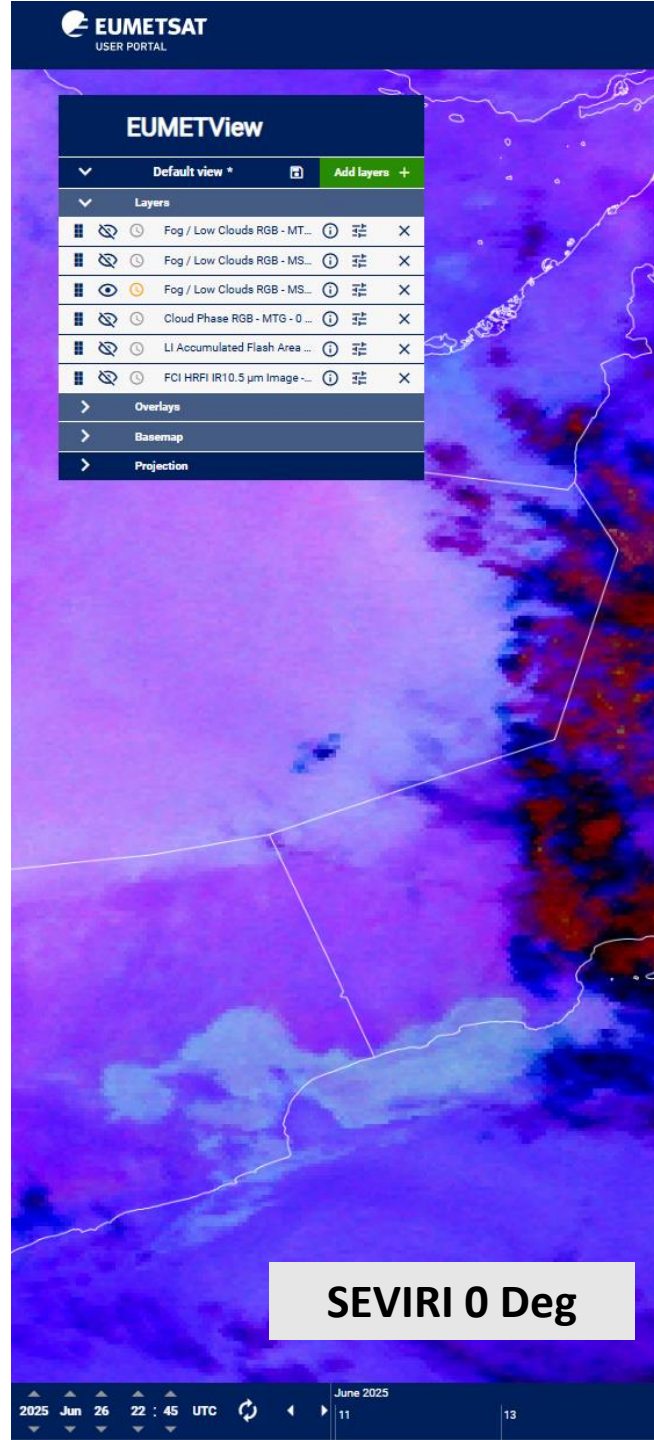 EUMETSAT
USER PORTAL
EUMETView
Default view *
Add layers +
Layers
Fog / Low Clouds RGB - MT...
Fog / Low Clouds RGB - MS...
Fog / Low Clouds RGB - MS...
Cloud Phase RGB - MTG - 0 ...
LI Accumulated Flash Area ...
FCI HRFI IR10.5 µm Image -...
Overlays
Basemap
Projection
SEVIRI 0 Deg
June 2025
2025 Jun 26 22 : 45 UTC 11 13